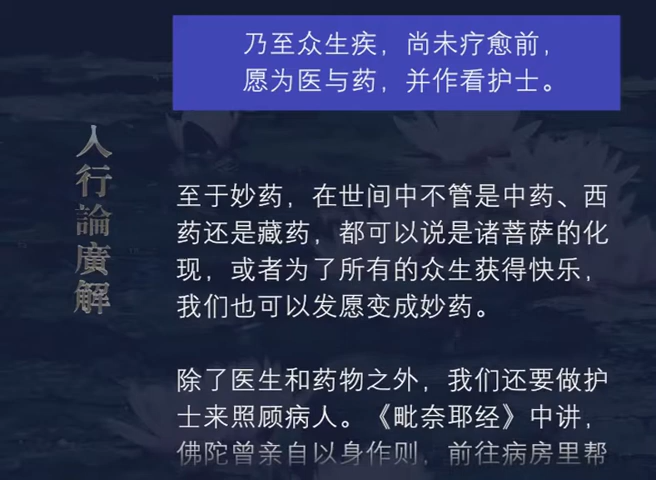 乃至众生疾，尚未疗愈前，
愿为医与药，并作看护士。
入行論廣解
至于妙药，在世间中不管是中药、西
药还是藏药，都可以说是诸菩萨的化
现，或者为了所有的众生获得快乐，
我们也可以发愿变成妙药。
除了医生和药物之外，我们还要做护
士来照顾病人。《毗奈耶经》中讲，
佛陀曾亲自以身作则，前往病房里帮